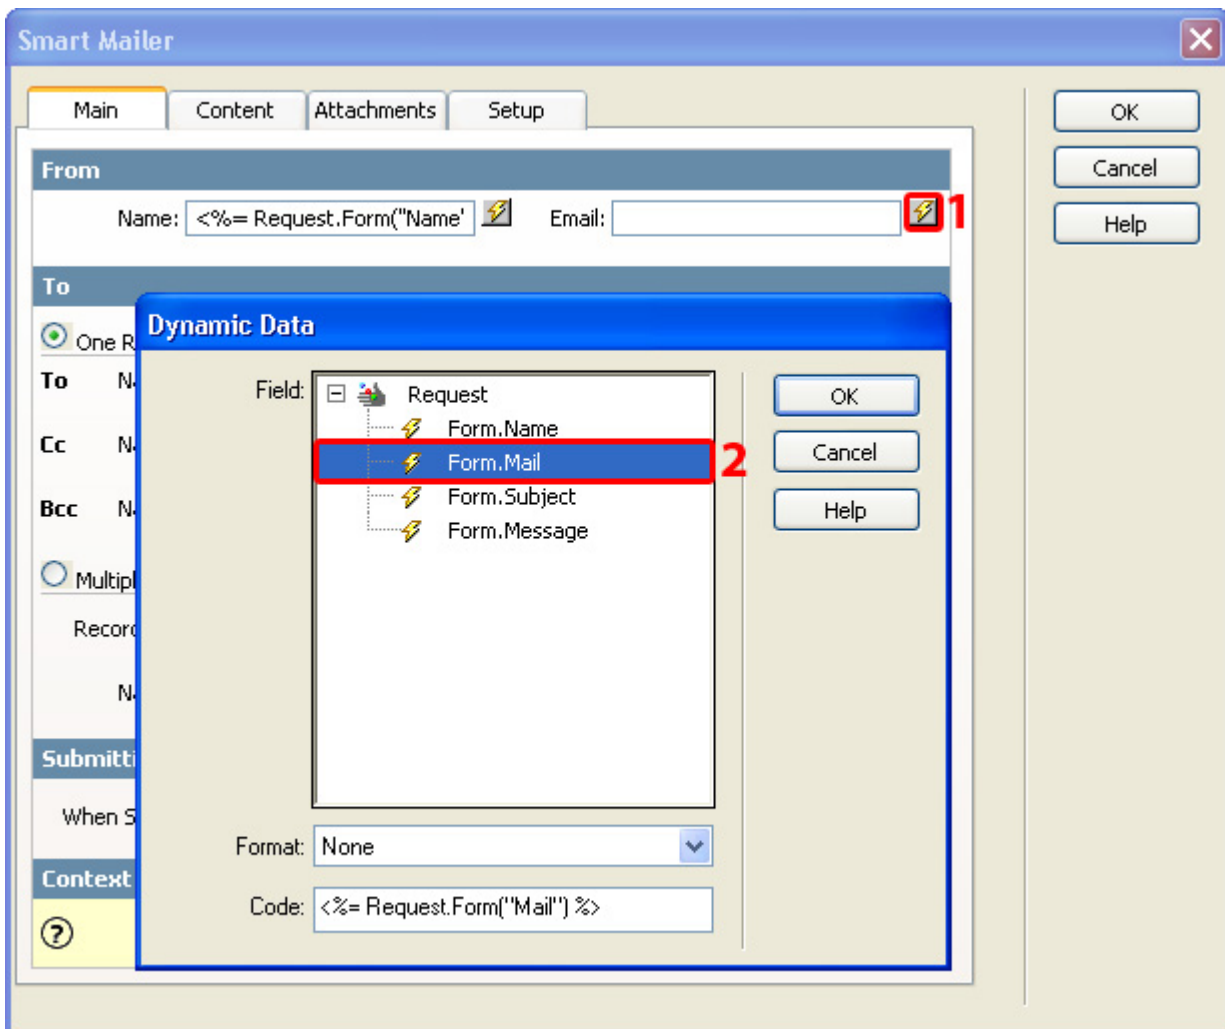 Smart Mailer
Main Content Attachments Setup
OK
Cancel
Help
From
Name: <%= Request.Form("Name' Email: 1
To
One R
To
Cc
Bcc
Multipl
Record
Submitti
When S
Context
Dynamic Data
Field: Request
Form.Name
Form.Mail 2
Form.Subject
Form.Message
OK
Cancel
Help
Format: None
Code: <%= Request.Form("Mail") %>